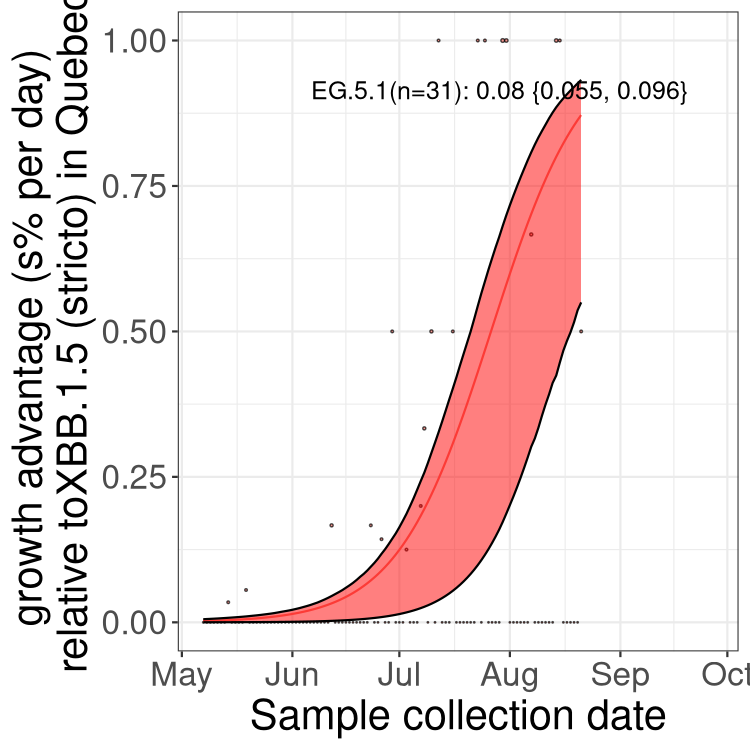 growth advantage (s% per day)
relative toXBB.1.5 (stricto) in Quebec
1.00
0.75
0.50
0.25
0.00
EG.5.1(n=31): 0.08 {0.055, 0.096}
May Jun Jul Aug Sep Oct
Sample collection date